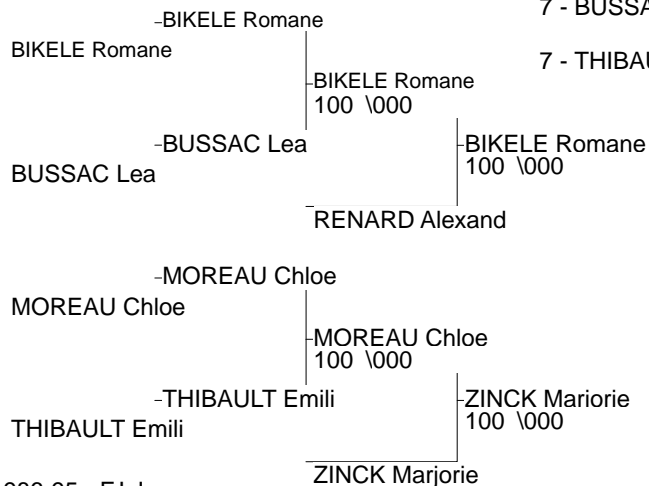 7 - BUSSA
-BIKELE Romane
BIKELE Romane
7 - THIBAU
BIKELE Romane
100 \000
-BUSSAC Lea
BIKELE Romane
100 \000
BUSSAC Lea
RENARD Alexand
-MOREAU Chloe
MOREAU Chloe
MOREAU Chloe
100 \000
-THIBAULT Emili
ZINCK Mariorie
100 \000
THIBAULT Emili
ZINCK Marjorie